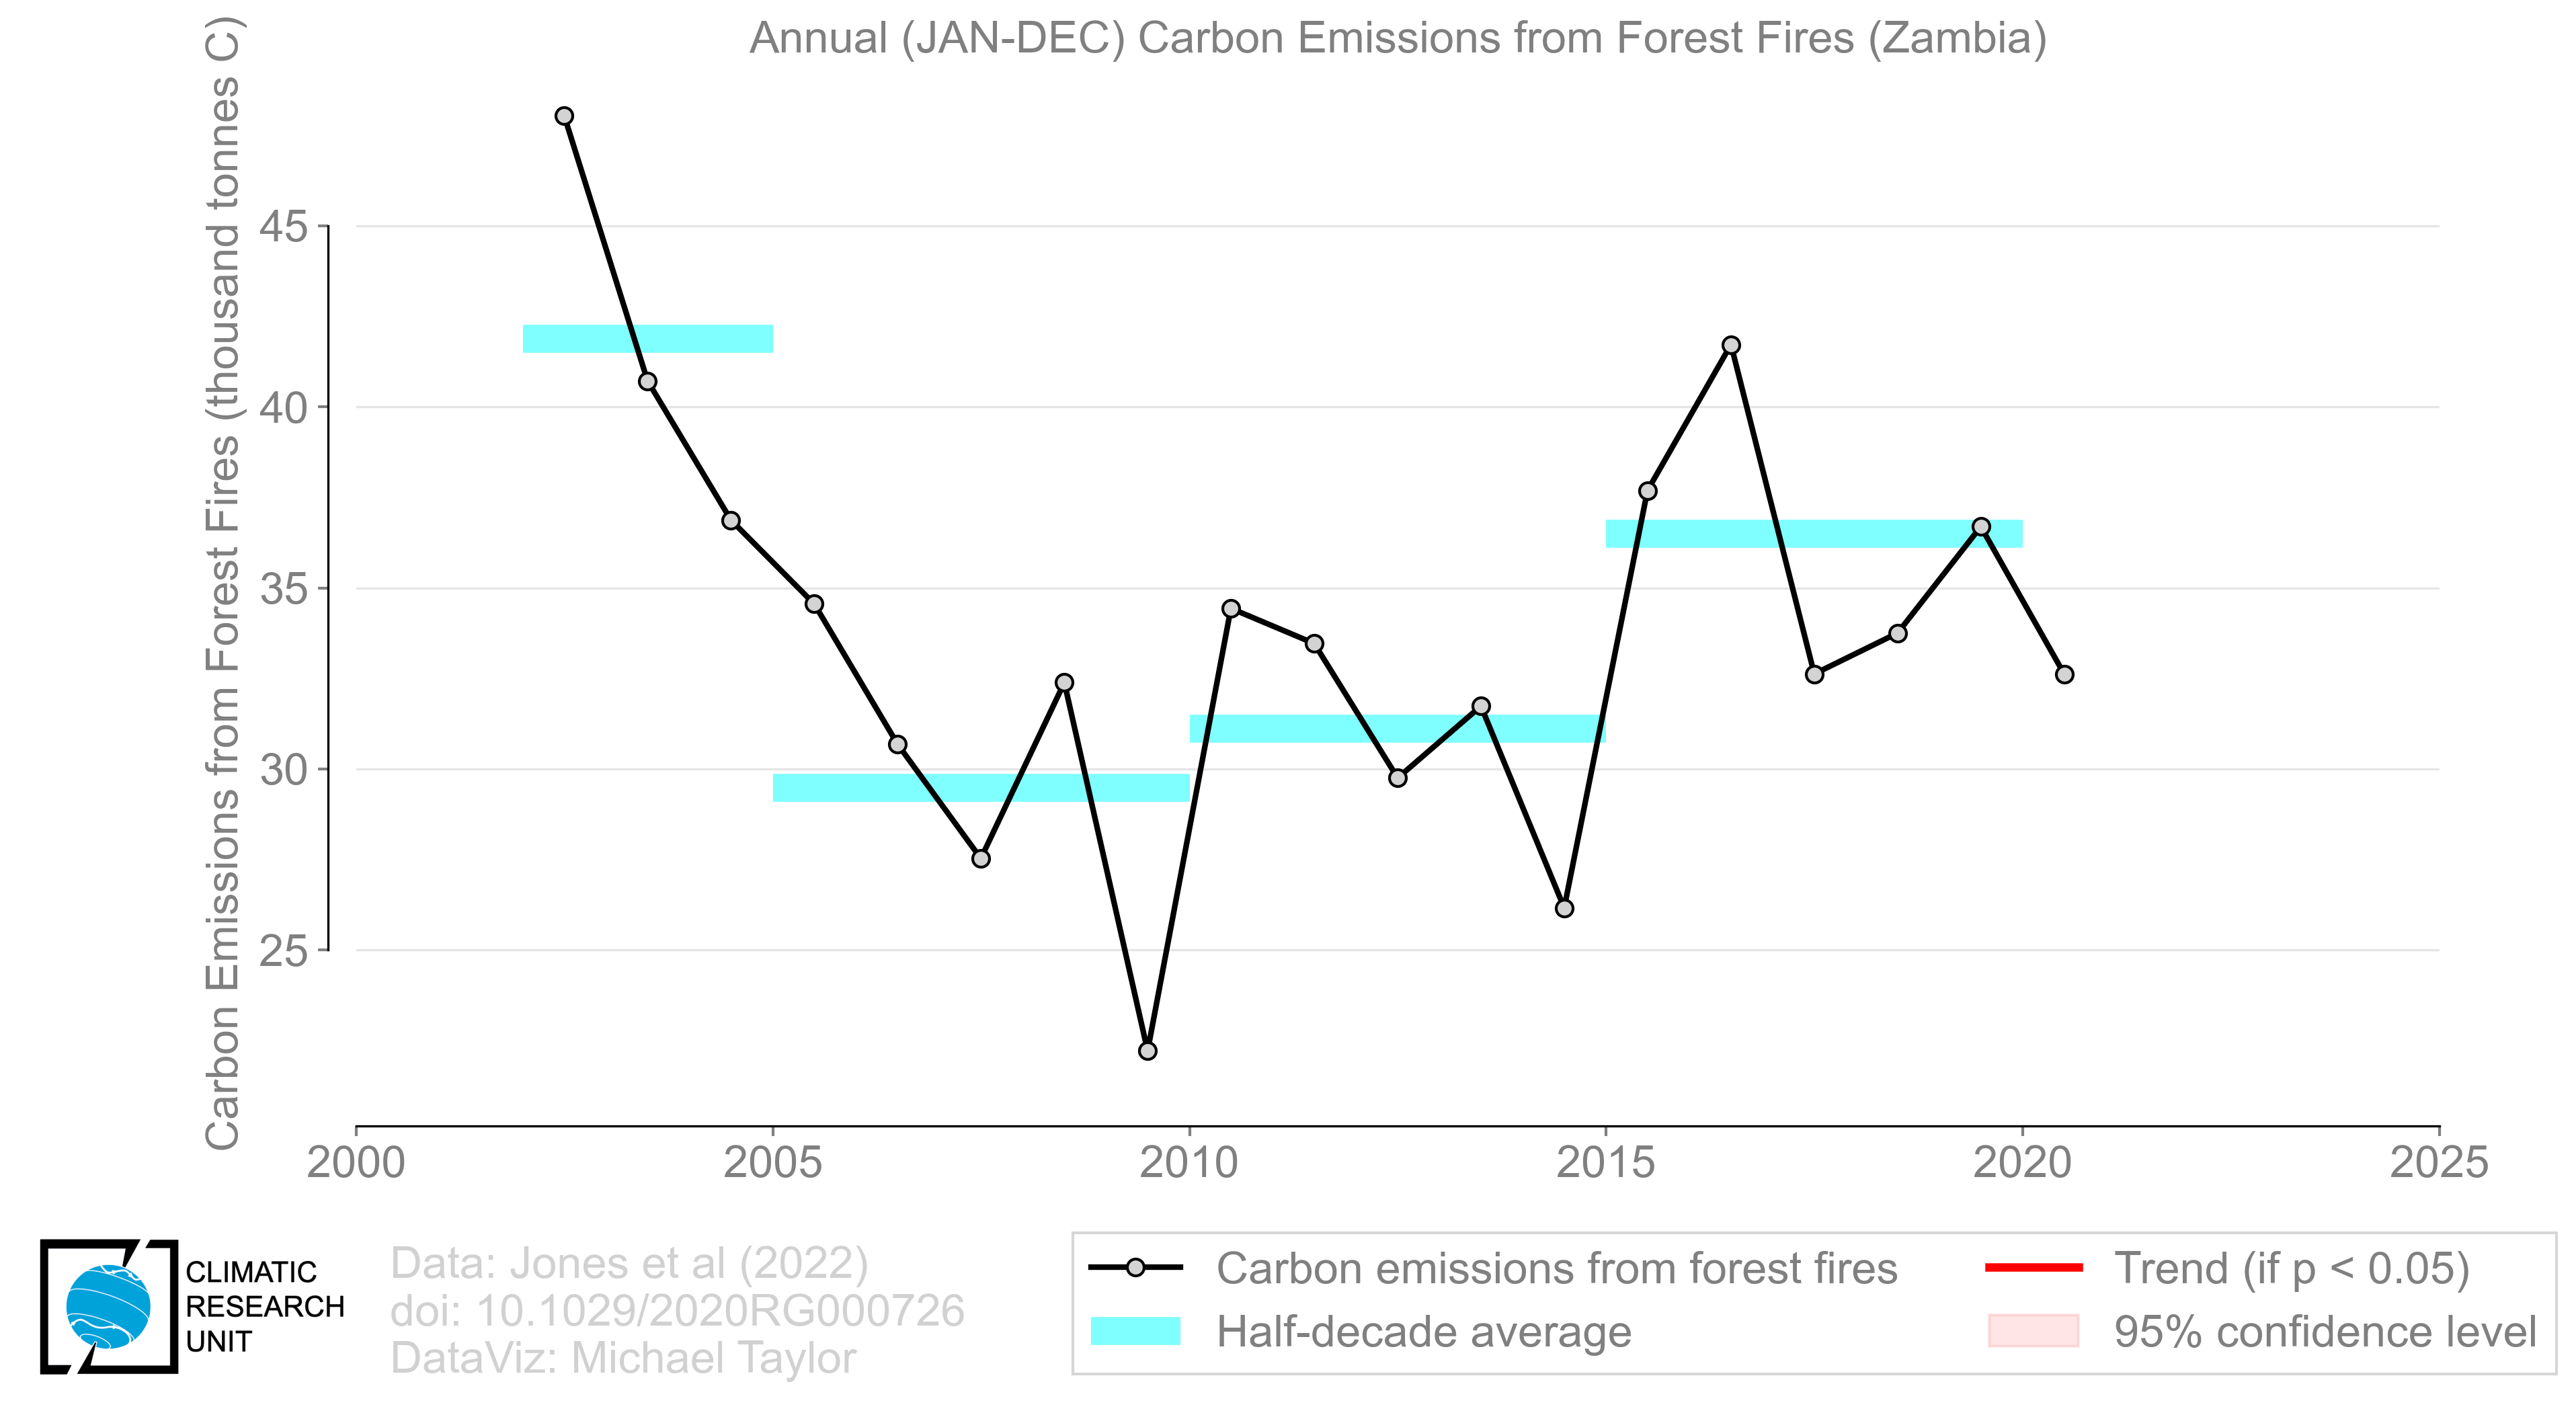 Annual (JAN-DEC) Carbon Emissions from Forest Fires (Zambia)
Carbon Emissions from Forest Fires (thousand tonnes C)
45
40
35
30
25
2000
2005
2010
2015
2020
2025
CLIMATIC
RESEARCH
UNIT
Data: Jones et al (2022)
doi: 10.1029/2020RG000726
DataViz: Michael Taylor
Carbon emissions from forest fires
Half-decade average
Trend (if p < 0.05)
95% confidence level